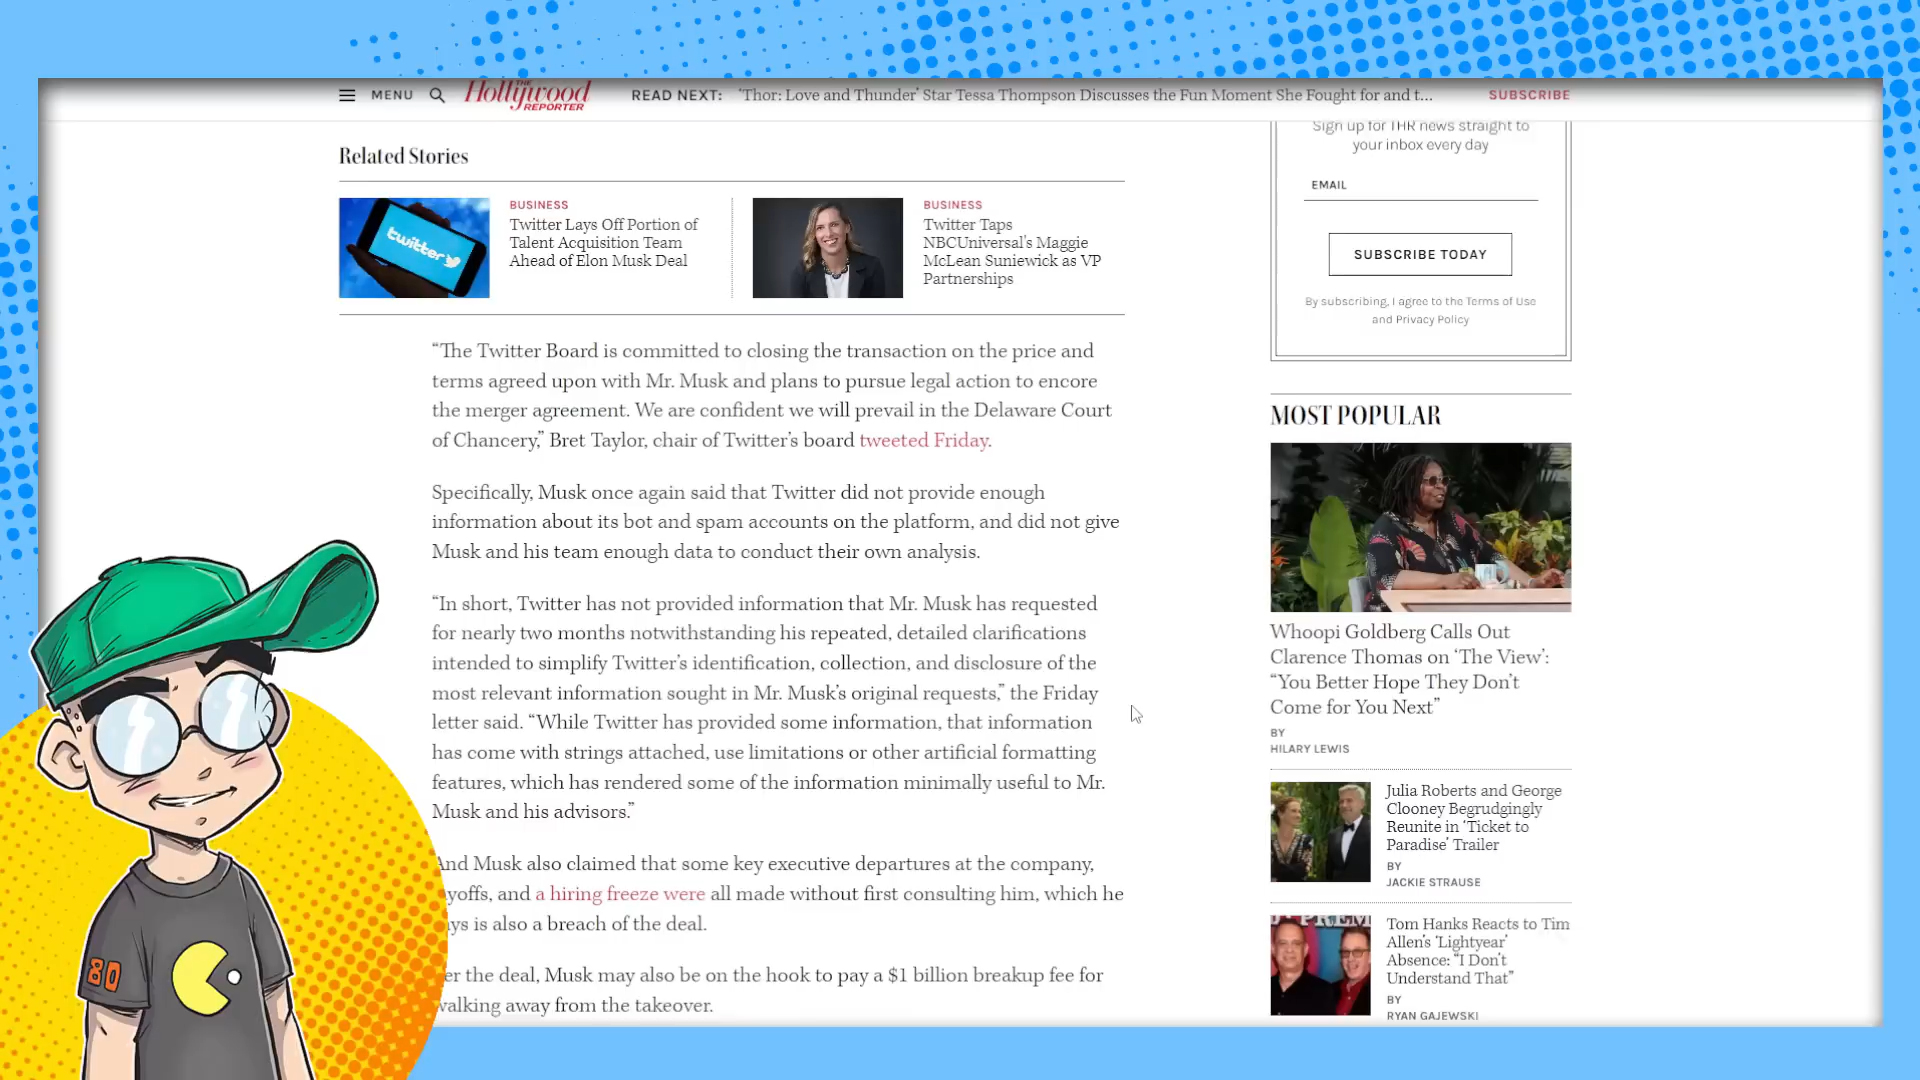 MENU
THE
Hollywood
REPORTER
READ NEXT: 'Thor: Love and Thunder' Star Tessa Thompson Discusses the Fun Moment She Fought for and t...
SUBSCRIBE
Related Stories
BUSINESS
Twitter Lays Off Portion of
Talent Acquisition Team
Ahead of Elon Musk Deal
twitter
BUSINESS
Twitter Taps
NBCUniversal's Maggie
McLean Suniewick as VP
Partnerships
“The Twitter Board is committed to closing the transaction on the price and
terms agreed upon with Mr. Musk and plans to pursue legal action to encore
the merger agreement. We are confident we will prevail in the Delaware Court
of Chancery,” Bret Taylor, chair of Twitter’s board tweeted Friday.
Specifically, Musk once again said that Twitter did not provide enough
information about its bot and spam accounts on the platform, and did not give
Musk and his team enough data to conduct their own analysis.
“In short, Twitter has not provided information that Mr. Musk has requested
for nearly two months notwithstanding his repeated, detailed clarifications
intended to simplify Twitter’s identification, collection, and disclosure of the
most relevant information sought in Mr. Musk’s original requests,” the Friday
letter said. “While Twitter has provided some information, that information
has come with strings attached, use limitations or other artificial formatting
features, which has rendered some of the information minimally useful to Mr.
Musk and his advisors.”
And Musk also claimed that some key executive departures at the company,
yoffs, and a hiring freeze were all made without first consulting him, which he
ys is also a breach of the deal.
er the deal, Musk may also be on the hook to pay a $1 billion breakup fee for
walking away from the takeover.
Sign up for THR news straight to
your inbox every day
EMAIL
SUBSCRIBE TODAY
By subscribing, I agree to the Terms of Use
and Privacy Policy
MOST POPULAR
Whoopi Goldberg Calls Out
Clarence Thomas on ‘The View’:
“You Better Hope They Don’t
Come for You Next”
BY
HILARY LEWIS
Julia Roberts and George
Clooney Begrudgingly
Reunite in ‘Ticket to
Paradise’ Trailer
BY
JACKIE STRAUSE
Tom Hanks Reacts to Tim
Allen’s ‘Lightyear’
Absence: “I Don’t
Understand That”
BY
RYAN GAJEWSKI
80